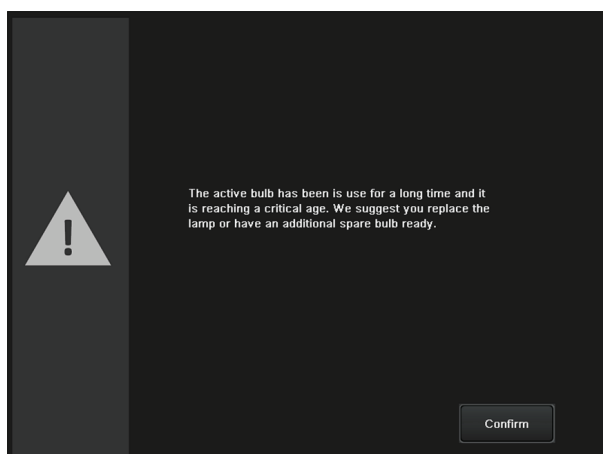 The active bulb has been is use for a long time and it
is reaching a critical age. We suggest you replace the
lamp or have an additional spare bulb ready.
Confirm